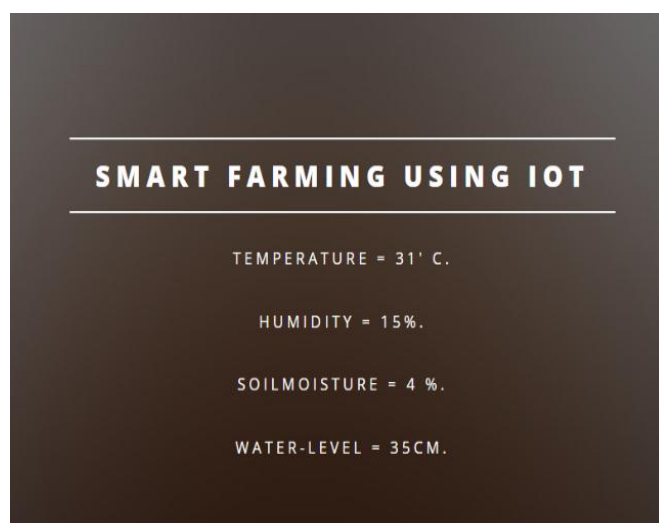 SMART FARMING USING IOT
TEMPERATURE = 31' C.
HUMIDITY = 15%.
SOILMOISTURE = 4 %.
WATER-LEVEL = 35CM.